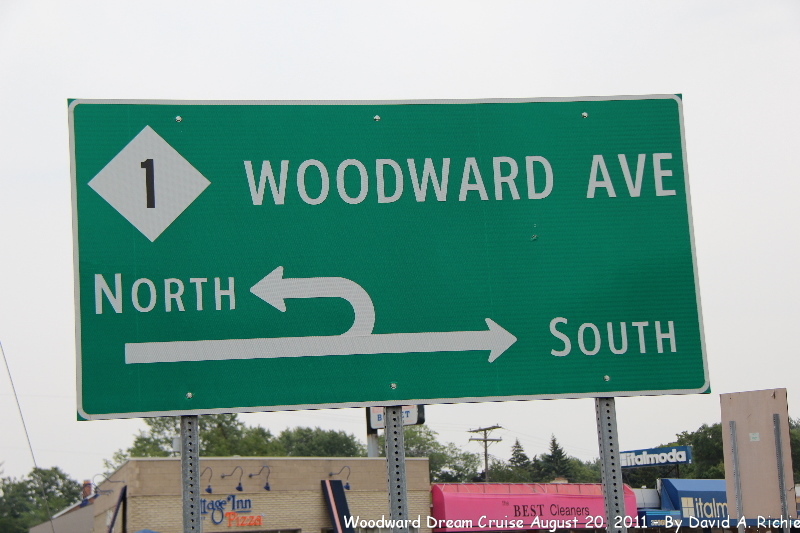 1 WOODWARD AVE
NORTH
SOUTH
italmoda
Inn
Pizza
The BEST Cleaners
Woodward Dream Cruise August 20, 2011 - By David A. Richie